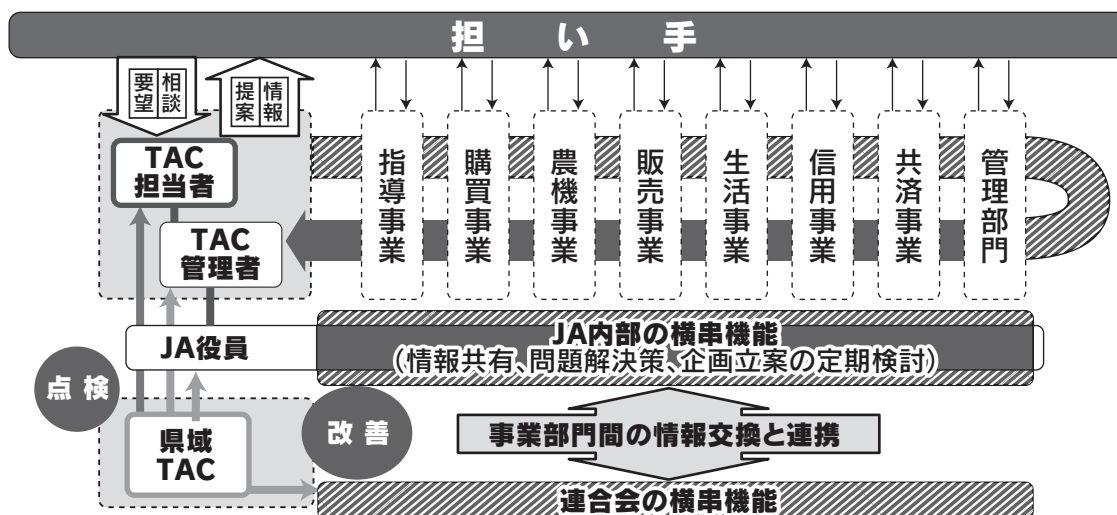 担い手
要望
相談
提案
情報
TAC
担当者
TAC
管理者
指導事業
購買事業
農機事業
販売事業
生活事業
信用事業
共済事業
管理部門
JA役員
JA内部の横串機能
(情報共有、問題解決策、企画立案の定期検討)
点検
改善
県域
TAC
事業部門間の情報交換と連携
連合会の横串機能